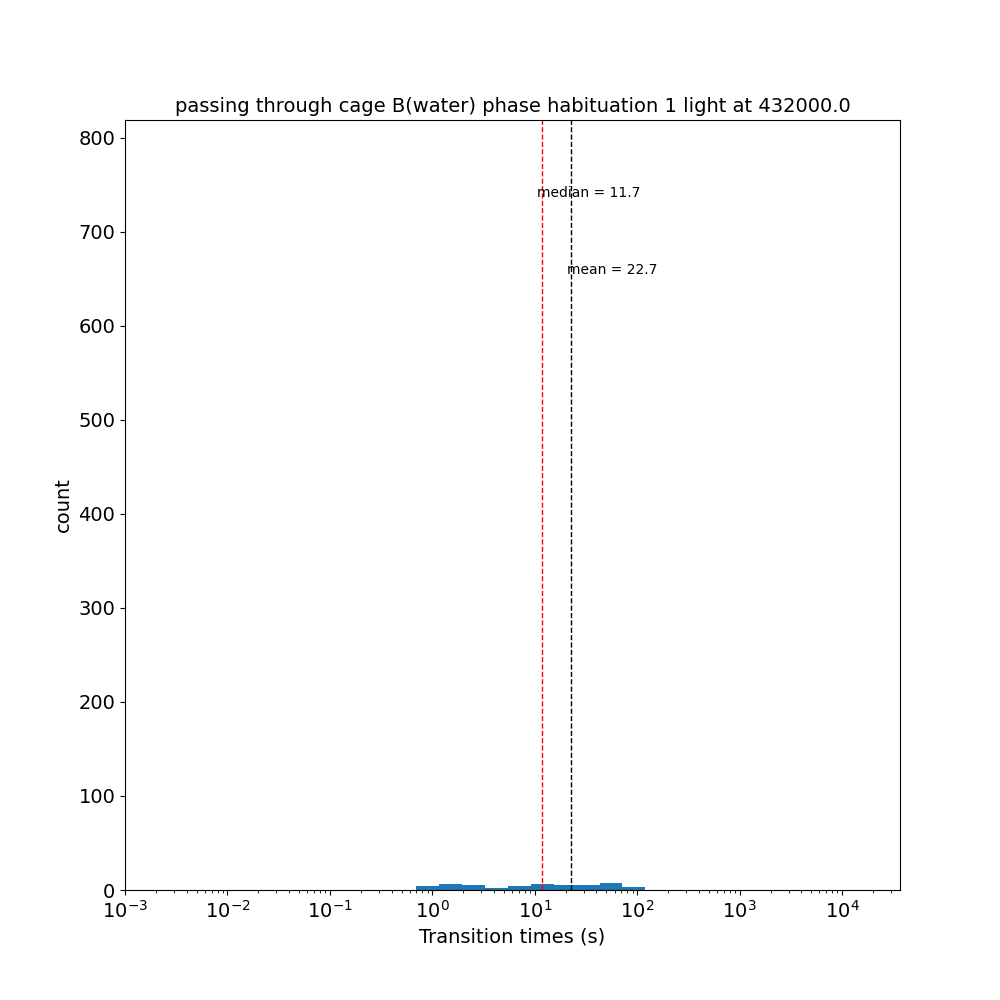 passing through cage B(water) phase habituation 1 light at 432000.0
800
median = 11.7
700
mean = 22.7
600
500
count
400
300
200
100
0
10⁻³ 10⁻² 10⁻¹ 10⁰ 10¹ 10² 10³ 10⁴
Transition times (s)